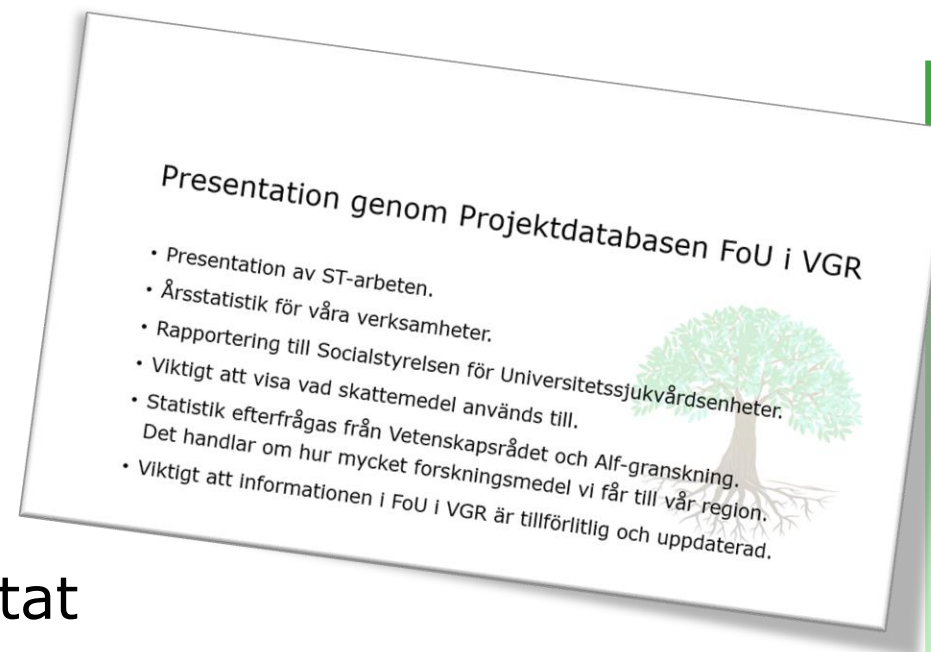 Presentation genom Projektdatabasen FoU i VGR
• Presentation av ST-arbeten.
• Årsstatistik för våra verksamheter.
• Rapportering till Socialstyrelsen för Universitetssjukvårdsenheter.
• Viktigt att visa vad skattemedel används till.
• Statistik efterfrågas från Vetenskapsrådet och Alf-granskning.
Det handlar om hur mycket forskningsmedel vi får till vår region.
• Viktigt att informationen i FoU i VGR är tillförlitlig och uppdaterad.
tat